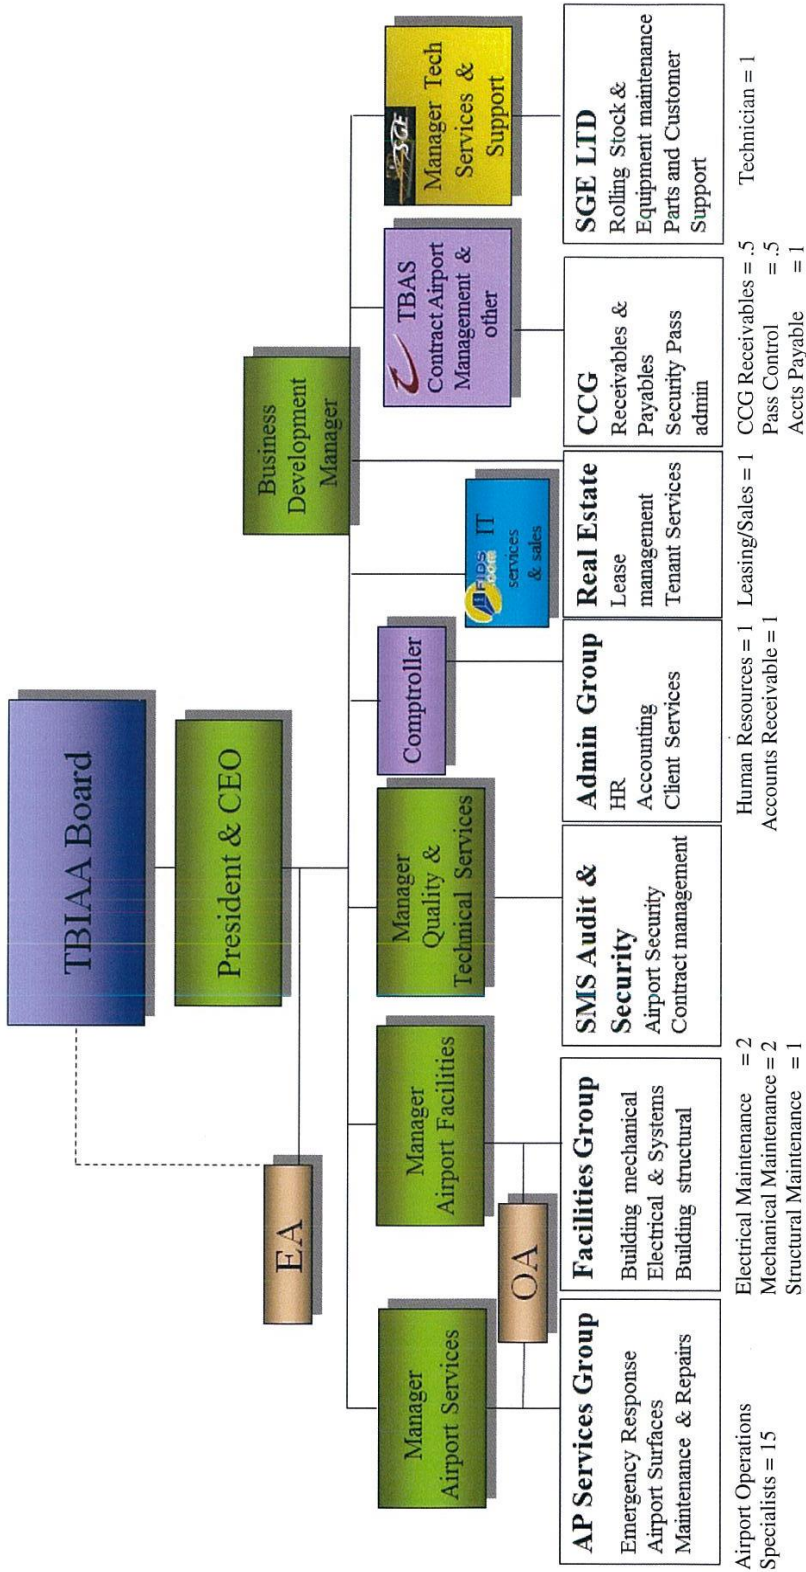 TBIAA Board
President & CEO
EA
Business
Development
Manager
Manager
Airport Services
Manager
Airport Facilities
Manager
Quality &
Technical Services
Comptroller
FIDS
.com
IT
services
& sales
TBAS
Contract Airport
Management &
other
SGE
Manager Tech
Services &
Support
OA
AP Services Group
Emergency Response
Airport Surfaces
Maintenance & Repairs
Facilities Group
Building mechanical
Electrical & Systems
Building structural
SMS Audit &
Security
Airport Security
Contract management
Admin Group
HR
Accounting
Client Services
Real Estate
Lease
management
Tenant Services
CCG
Receivables &
Payables
Security Pass
admin
SGE LTD
Rolling Stock &
Equipment maintenance
Parts and Customer
Support
Airport Operations
Specialists = 15
Electrical Maintenance = 2
Mechanical Maintenance = 2
Structural Maintenance = 1
Human Resources = 1
Accounts Receivable = 1
Leasing/Sales = 1
CCG Receivables = .5
Pass Control = .5
Accts Payable = 1
Technician = 1